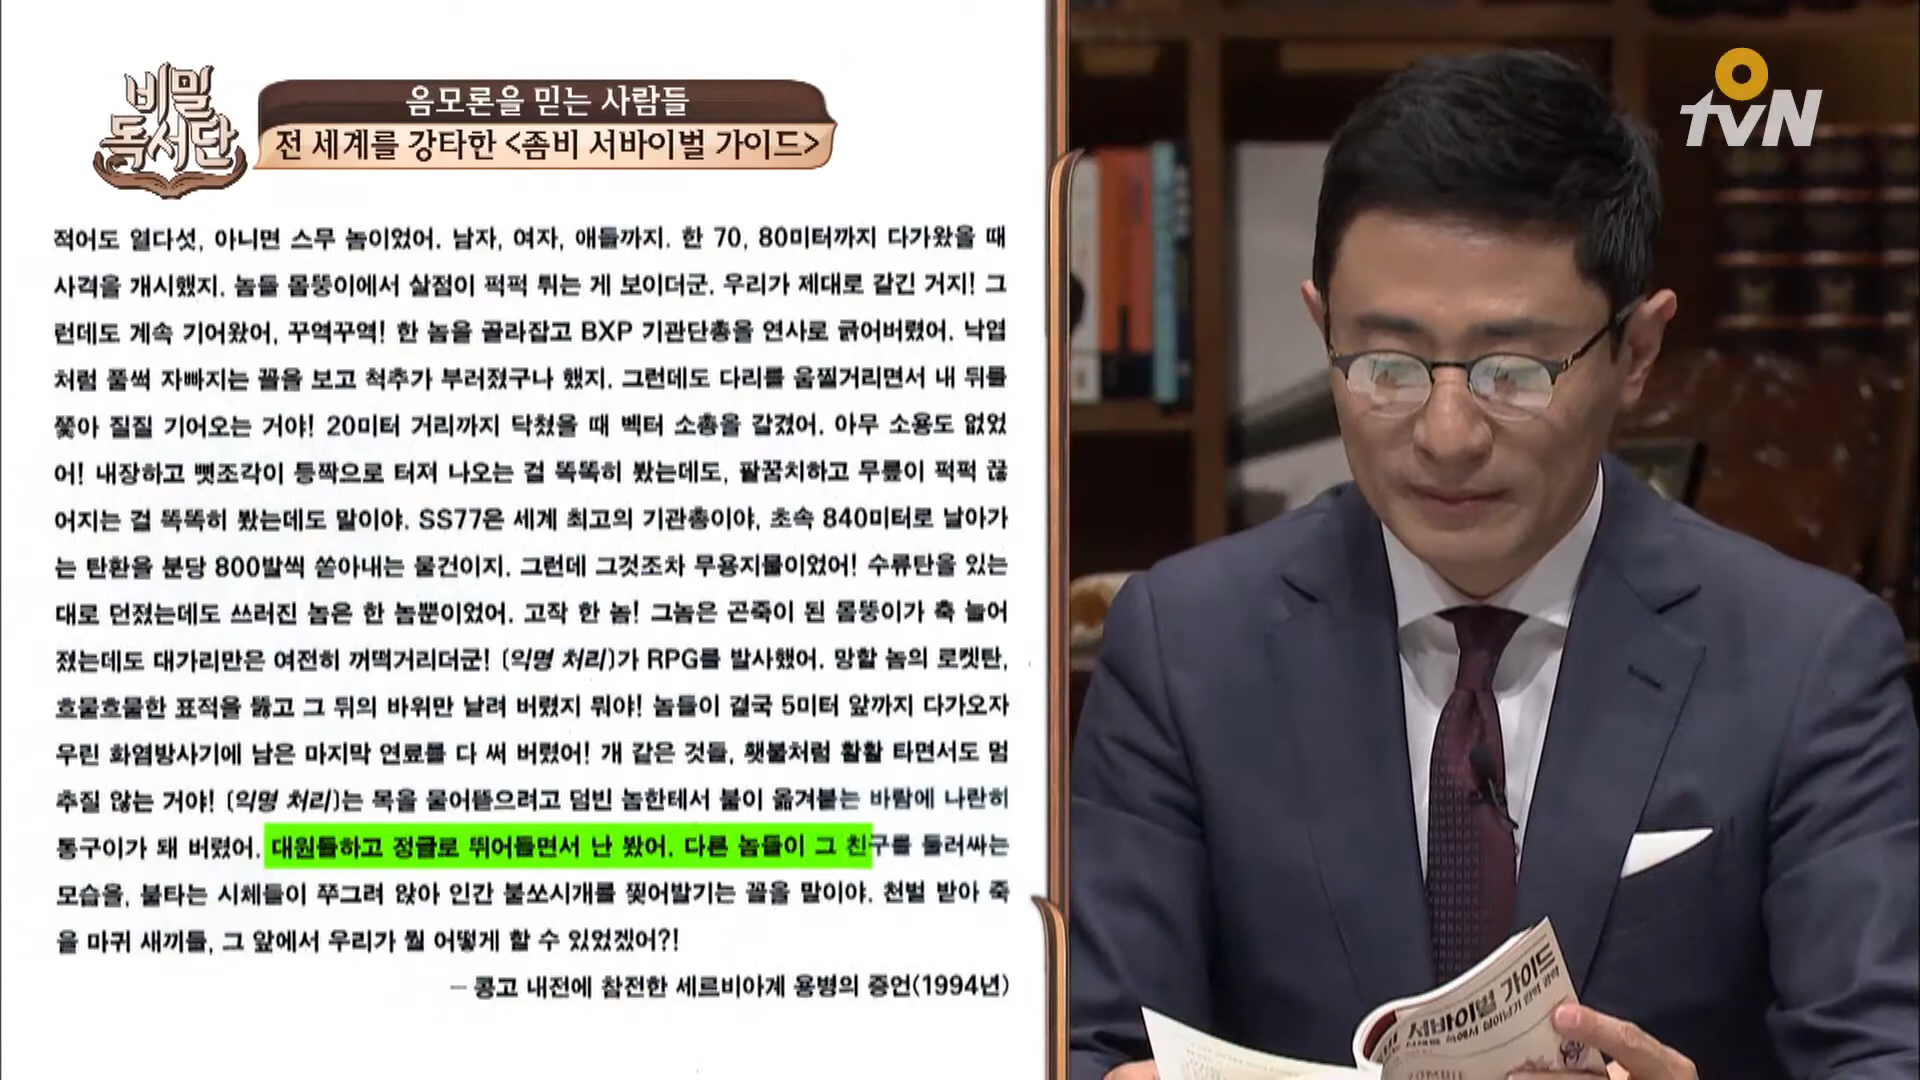 비밀
독서단
음모론을 믿는 사람들
전 세계를 강타한 <좀비 서바이벌 가이드>
tvN
적어도 열다섯, 아니면 스무 놈이었어. 남자, 여자, 애들까지. 한 70, 80미터까지 다가왔을 때
사격을 개시했지. 놈들 몸뚱이에서 살점이 퍽퍽 튀는 게 보이더군. 우리가 제대로 갈긴 거지! 그
런데도 계속 기어왔어, 꾸역꾸역! 한 놈을 골라잡고 BXP 기관단총을 연사로 긁어버렸어. 낙엽
처럼 풀썩 자빠지는 꼴을 보고 척추가 부러졌구나 했지. 그런데도 다리를 움찔거리면서 내 뒤를
쫓아 질질 기어오는 거야! 20미터 거리까지 닥쳤을 때 벡터 소총을 갈겼어. 아무 소용도 없었
어! 내장하고 뼛조각이 등짝으로 터져 나오는 걸 똑똑히 봤는데도, 팔꿈치하고 무릎이 퍽퍽 끊
어지는 걸 똑똑히 봤는데도 말이야. SS77은 세계 최고의 기관총이야, 초속 840미터로 날아가
는 탄환을 분당 800발씩 쏟아내는 물건이지. 그런데 그것조차 무용지물이었어! 수류탄을 있는
대로 던졌는데도 쓰러진 놈은 한 놈뿐이었어. 고작 한 놈! 그놈은 곤죽이 된 몸뚱이가 축 늘어
졌는데도 대가리만은 여전히 꺼떡거리더군! (익명 처리)가 RPG를 발사했어. 망할 놈의 로켓탄,
흐물흐물한 표적을 뚫고 그 뒤의 바위만 날려 버렸지 뭐야! 놈들이 결국 5미터 앞까지 다가오자
우린 화염방사기에 남은 마지막 연료를 다 써 버렸어! 개 같은 것들, 횃불처럼 활활 타면서도 멈
추질 않는 거야! (익명 처리)는 목을 물어뜯으려고 덤빈 놈한테서 불이 옮겨붙는 바람에 나란히
통구이가 돼 버렸어. 대원들하고 정글로 뛰어들면서 난 봤어. 다른 놈들이 그 친구를 둘러싸는
모습을, 불타는 시체들이 쭈그려 앉아 인간 불쏘시개를 찢어발기는 꼴을 말이야. 천벌 받아 죽
을 마귀 새끼들, 그 앞에서 우리가 뭘 어떻게 할 수 있었겠어?!
– 콩고 내전에 참전한 세르비아계 용병의 증언(1994년)
서바이벌 가이드